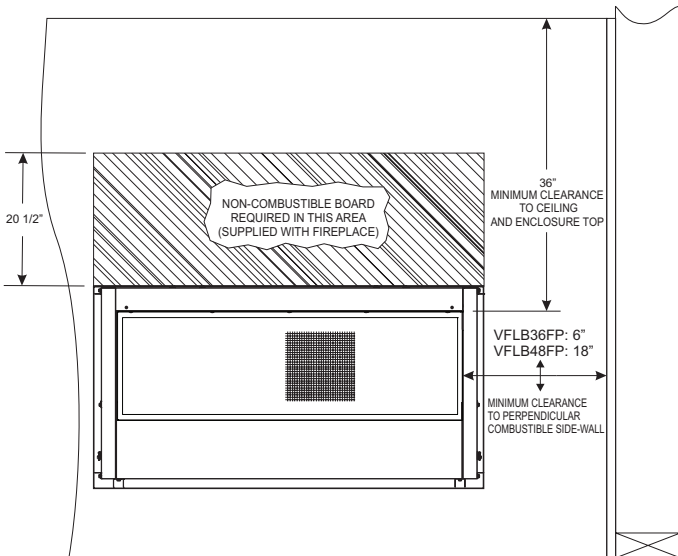 20 1/2"
NON-COMBUSTIBLE BOARD
REQUIRED IN THIS AREA
(SUPPLIED WITH FIREPLACE)
36"
MINIMUM CLEARANCE
TO CEILING
AND ENCLOSURE TOP
VFLB36FP: 6"
VFLB48FP: 18"
MINIMUM CLEARANCE
TO PERPENDICULAR
COMBUSTIBLE SIDE-WALL